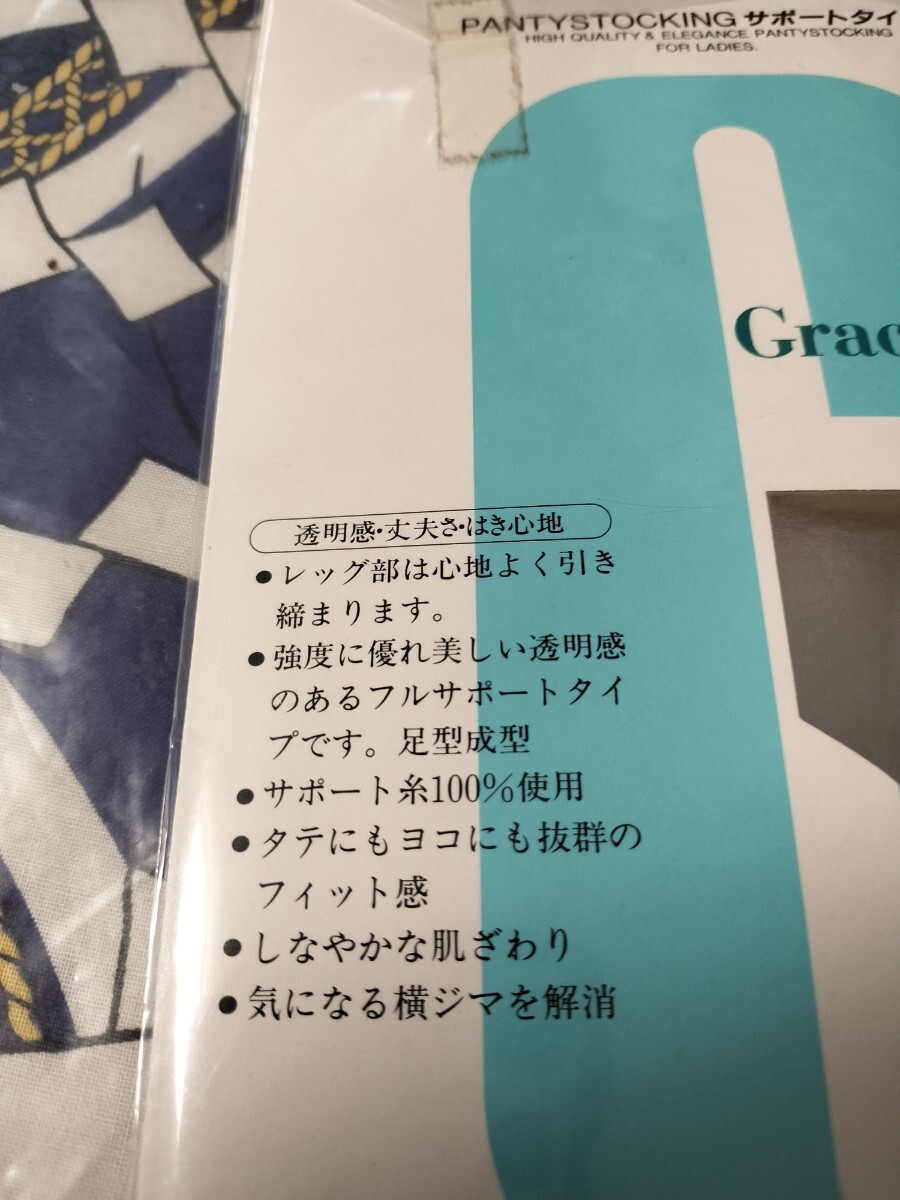 PANTYSTOCKING サポートタイ
HIGH QUALITY & ELEGANCE PANTYSTOCKING
FOR LADIES.
Grac
透明感・丈夫さ・はき心地
●レッグ部は心地よく引き
締まります。
●強度に優れ美しい透明感
のあるフルサポートタイ
プです。足型成型
●サポート糸100%使用
●タテにもヨコにも抜群の
フィット感
●しなやかな肌ざわり
●気になる横ジマを解消